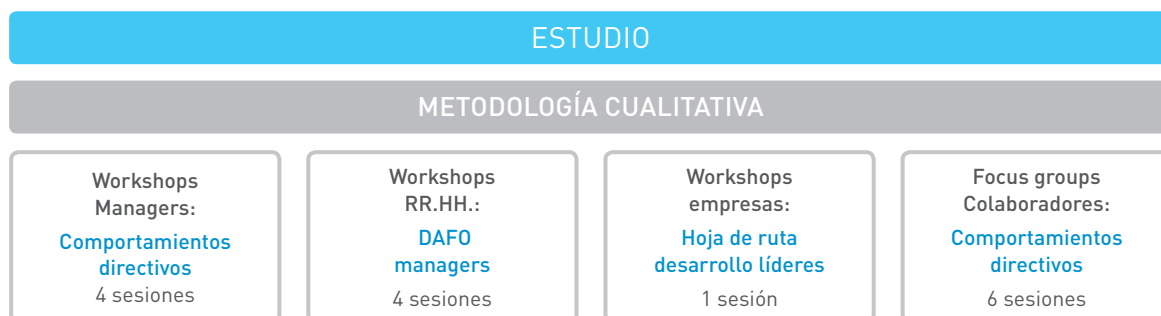 ESTUDIO
METODOLOGÍA CUALITATIVA
Workshops
Managers:
Comportamientos
directivos
4 sesiones
Workshops
RR.HH.:
DAFO
managers
4 sesiones
Workshops
empresas:
Hoja de ruta
desarrollo líderes
1 sesión
Focus groups
Colaboradores:
Comportamientos
directivos
6 sesiones